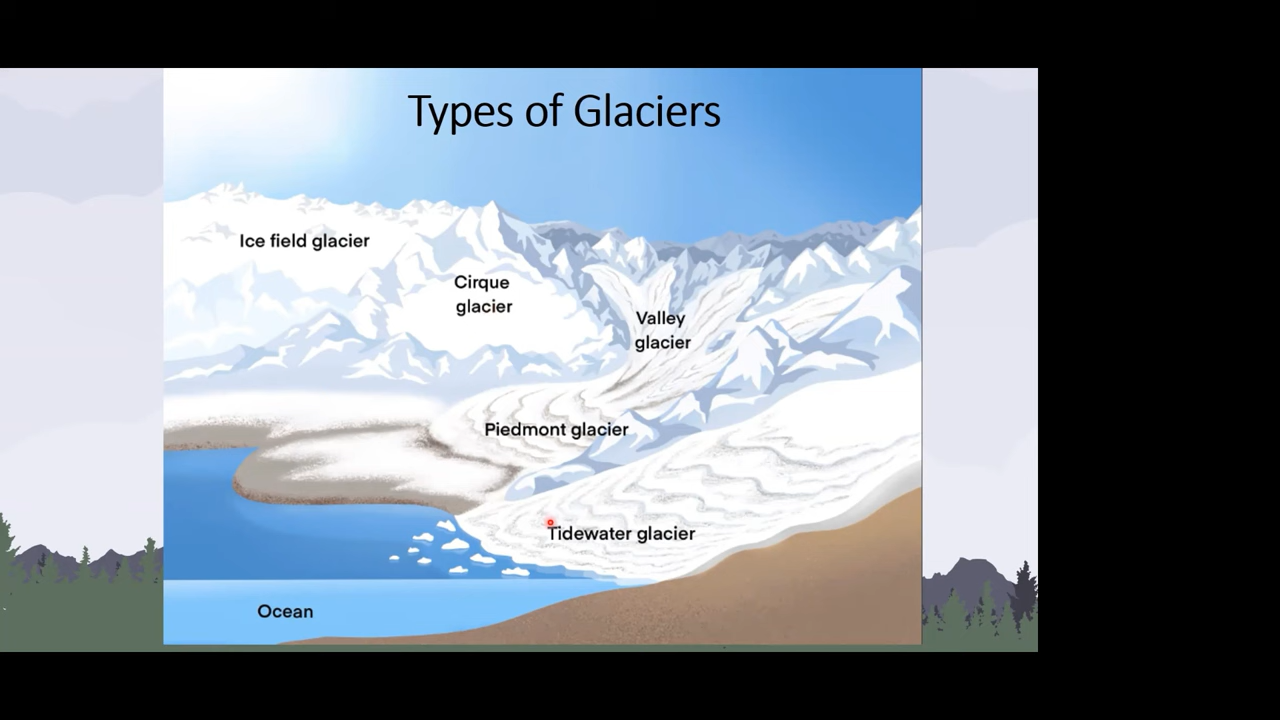 Types of Glaciers
Ice field glacier
Cirque
glacier
Valley
glacier
Piedmont glacier
Tidewater glacier
Ocean